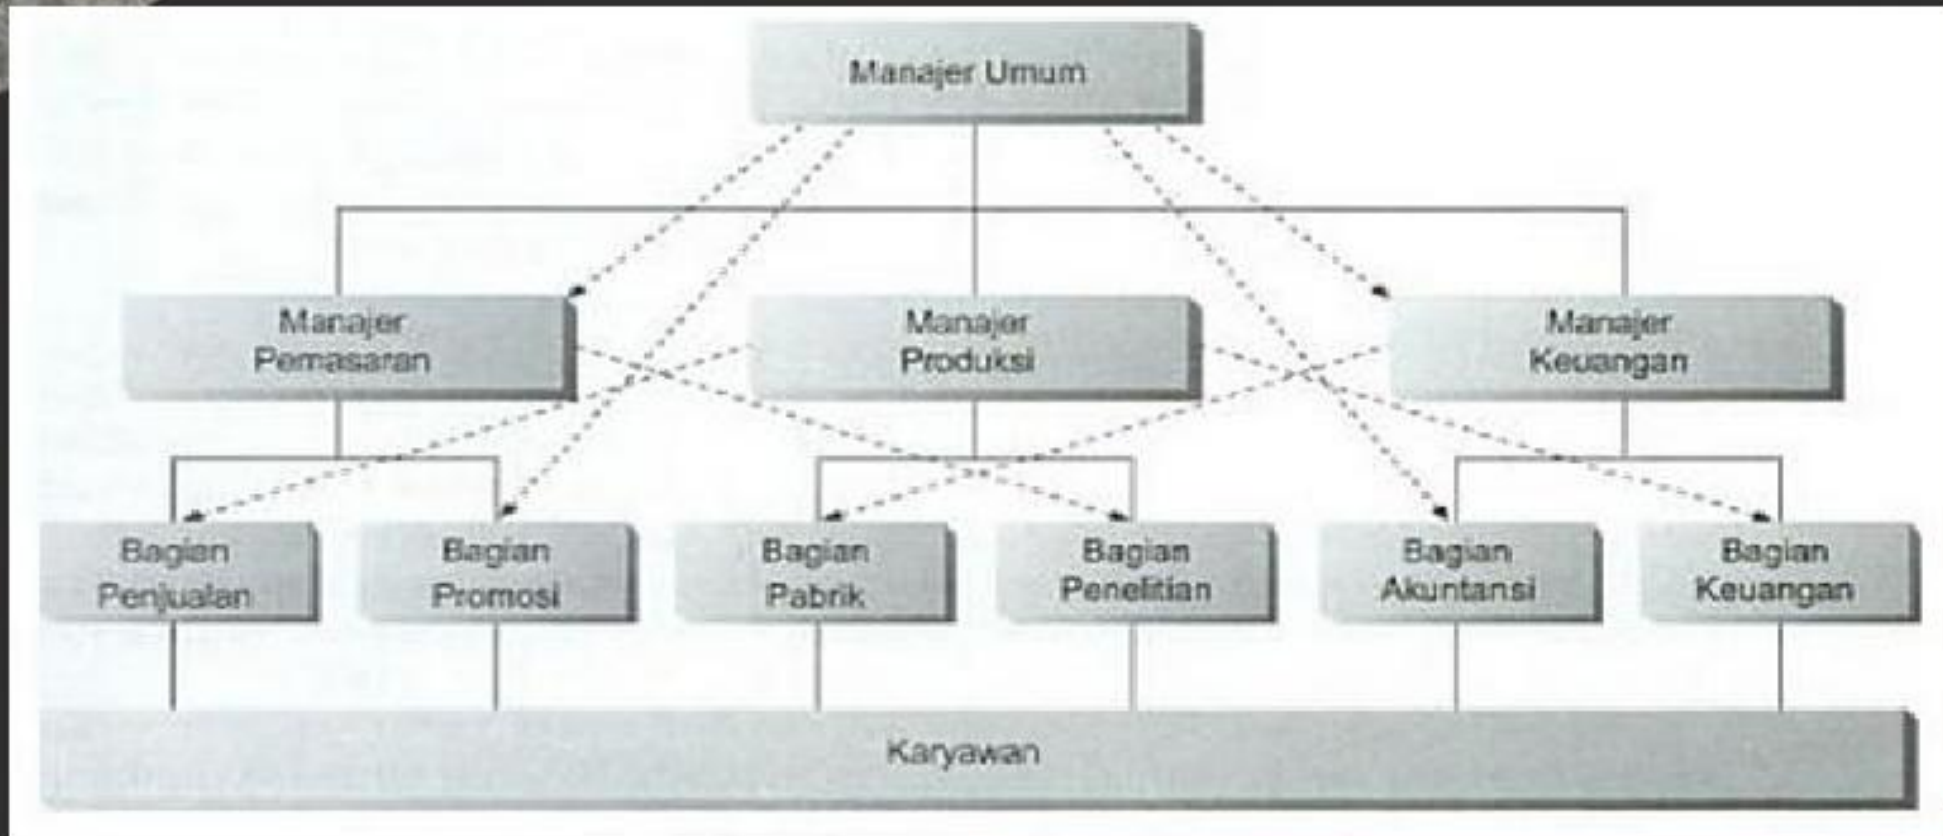 Manajer Umum
Manajer
Pemasaran
Manajer
Produksi
Manajer
Keuangan
Bagian
Penjualan
Bagian
Promosi
Bagian
Pabrik
Bagian
Penelitian
Bagian
Akuntansi
Bagian
Keuangan
Karyawan